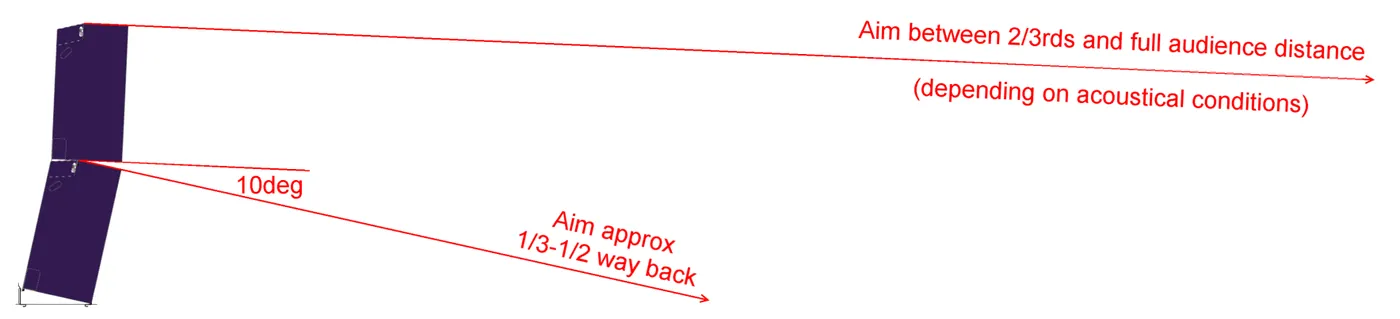 Aim between 2/3rds and full audience distance
(depending on acoustical conditions)
10deg
Aim approx
1/3-1/2 way back